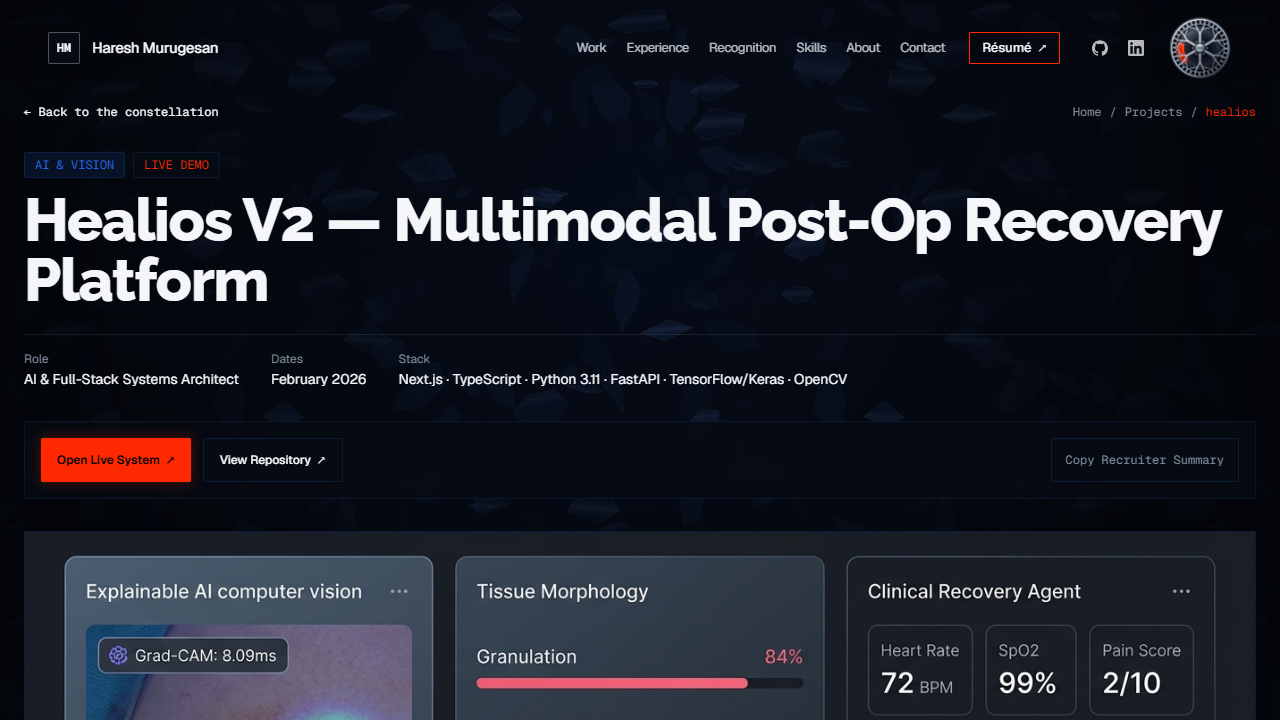 HM Haresh Murugesan Work Experience Recognition Skills About Contact Résumé ↗
← Back to the constellation Home / Projects / healios
AI & VISION LIVE DEMO
Healios V2 — Multimodal Post-Op Recovery
Platform
Role Dates Stack
AI & Full-Stack Systems Architect February 2026 Next.js · TypeScript · Python 3.11 · FastAPI · TensorFlow/Keras · OpenCV
Open Live System ↗ View Repository ↗ Copy Recruiter Summary
Explainable AI computer vision
Grad-CAM: 8.09ms
Tissue Morphology
Granulation 84%
Clinical Recovery Agent
Heart Rate SpO2 Pain Score
72 BPM 99% 2/10